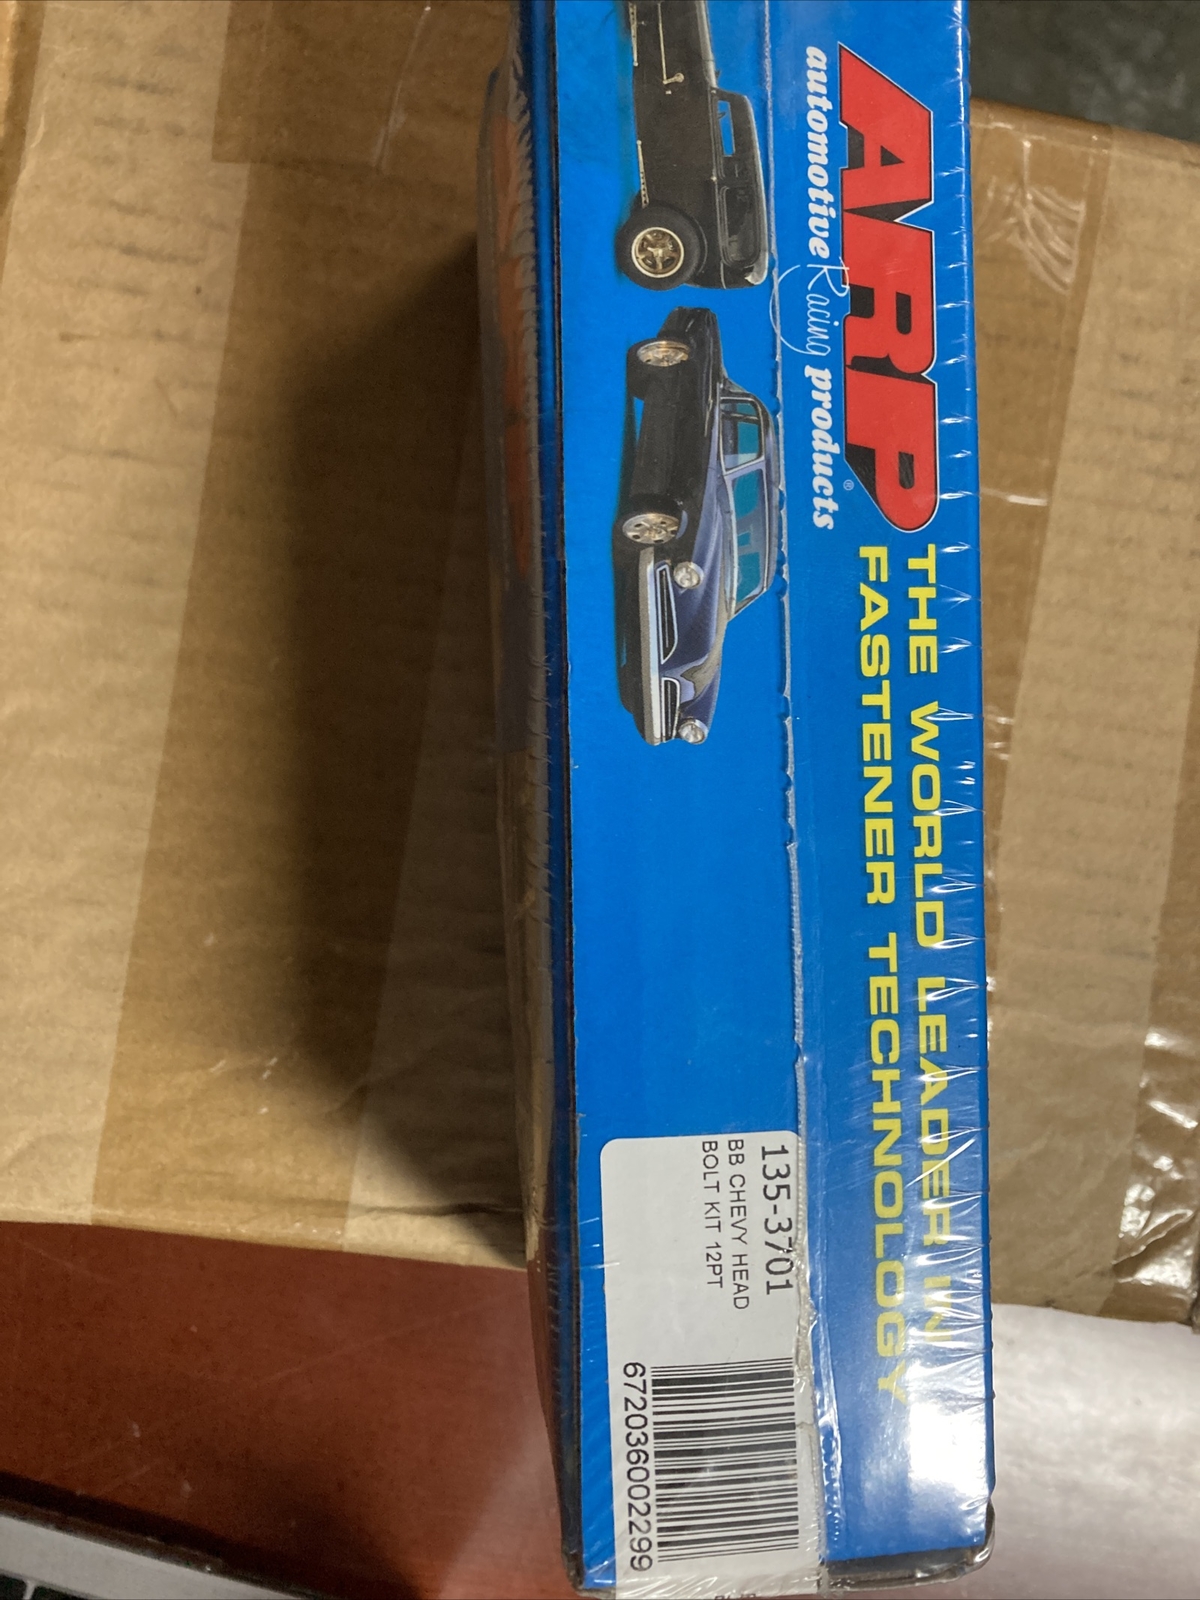 ARP
automotive Racing products®
THE WORLD LEADER IN
FASTENER TECHNOLOGY
135-3701
BB CHEVY HEAD
BOLT KIT 12PT
672036002299